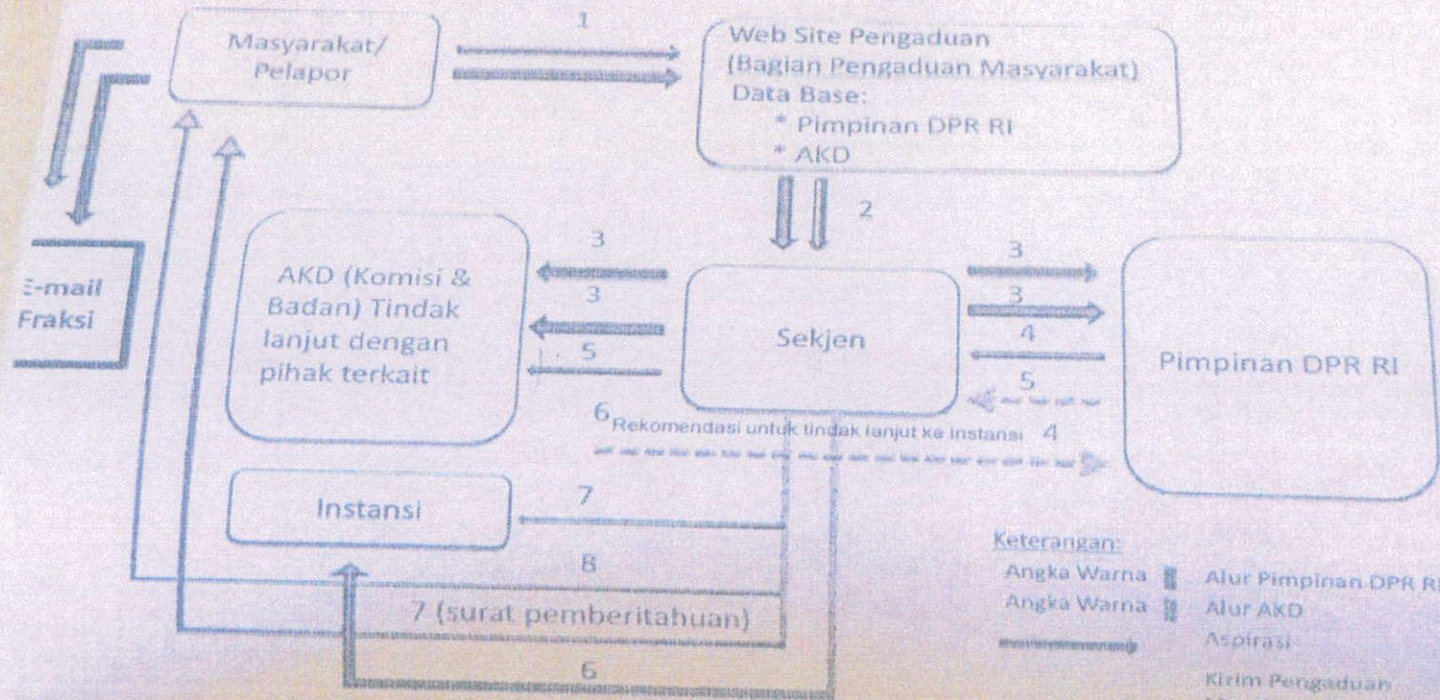 1
Masyarakat/
Pelapor
Web Site Pengaduan
(Bagian Pengaduan Masyarakat)
Data Base:
* Pimpinan DPR RI
* AKD
2
E-mail
Fraksi
AKD (Komisi &
Badan) Tindak
lanjut dengan
pihak terkait
3
3
5
Sekjen
3
3
4
5
Pimpinan DPR RI
6 Rekomendasi untuk tindak lanjut ke instansi 4
Instansi
7
8
7 (surat pemberitahuan)
6
Keterangan:
Angka Warna Alur Pimpinan DPR RI
Angka Warna Alur AKD
Aspirasi
Kirim Pengaduan